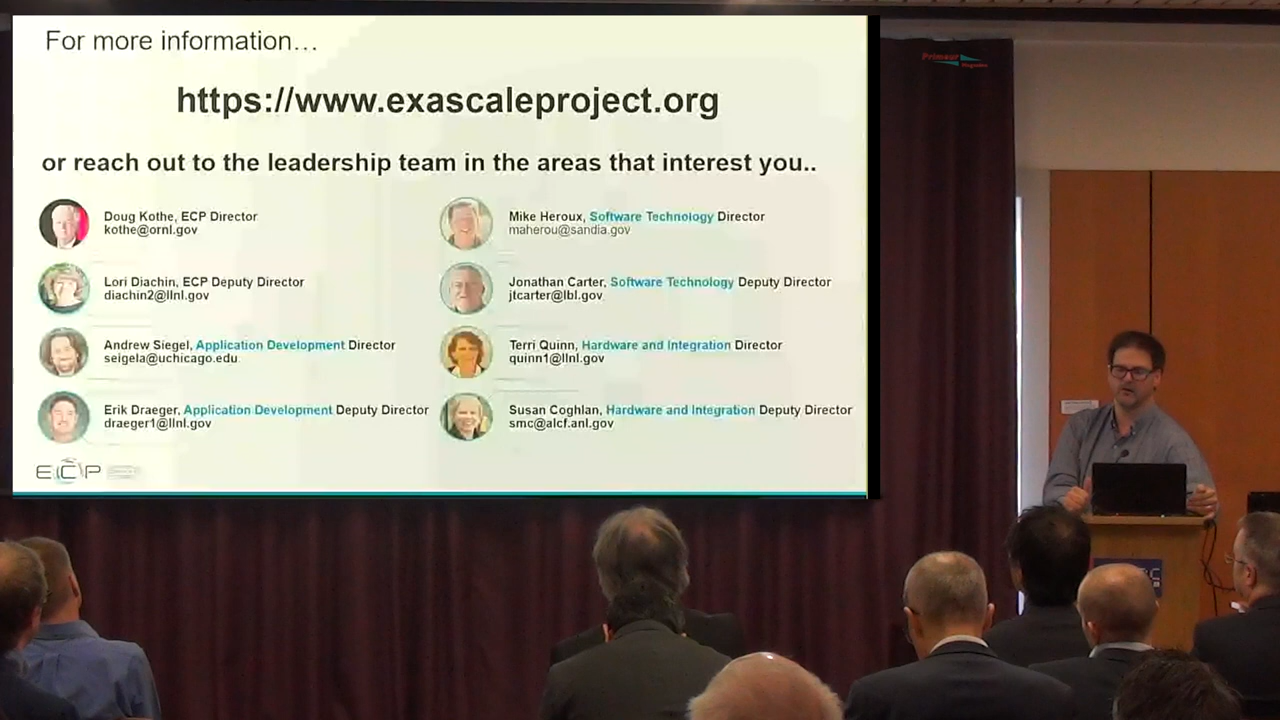 For more information…
https://www.exascaleproject.org
or reach out to the leadership team in the areas that interest you..
Doug Kothe, ECP Director
kothe@ornl.gov
Lori Diachin, ECP Deputy Director
diachin2@llnl.gov
Andrew Siegel, Application Development Director
seigela@uchicago.edu
Erik Draeger, Application Development Deputy Director
draeger1@llnl.gov
Mike Heroux, Software Technology Director
maherou@sandia.gov
Jonathan Carter, Software Technology Deputy Director
jtcarter@lbl.gov
Terri Quinn, Hardware and Integration Director
quinn1@llnl.gov
Susan Coghlan, Hardware and Integration Deputy Director
smc@alcf.anl.gov
ECP
Primeur
Magazine